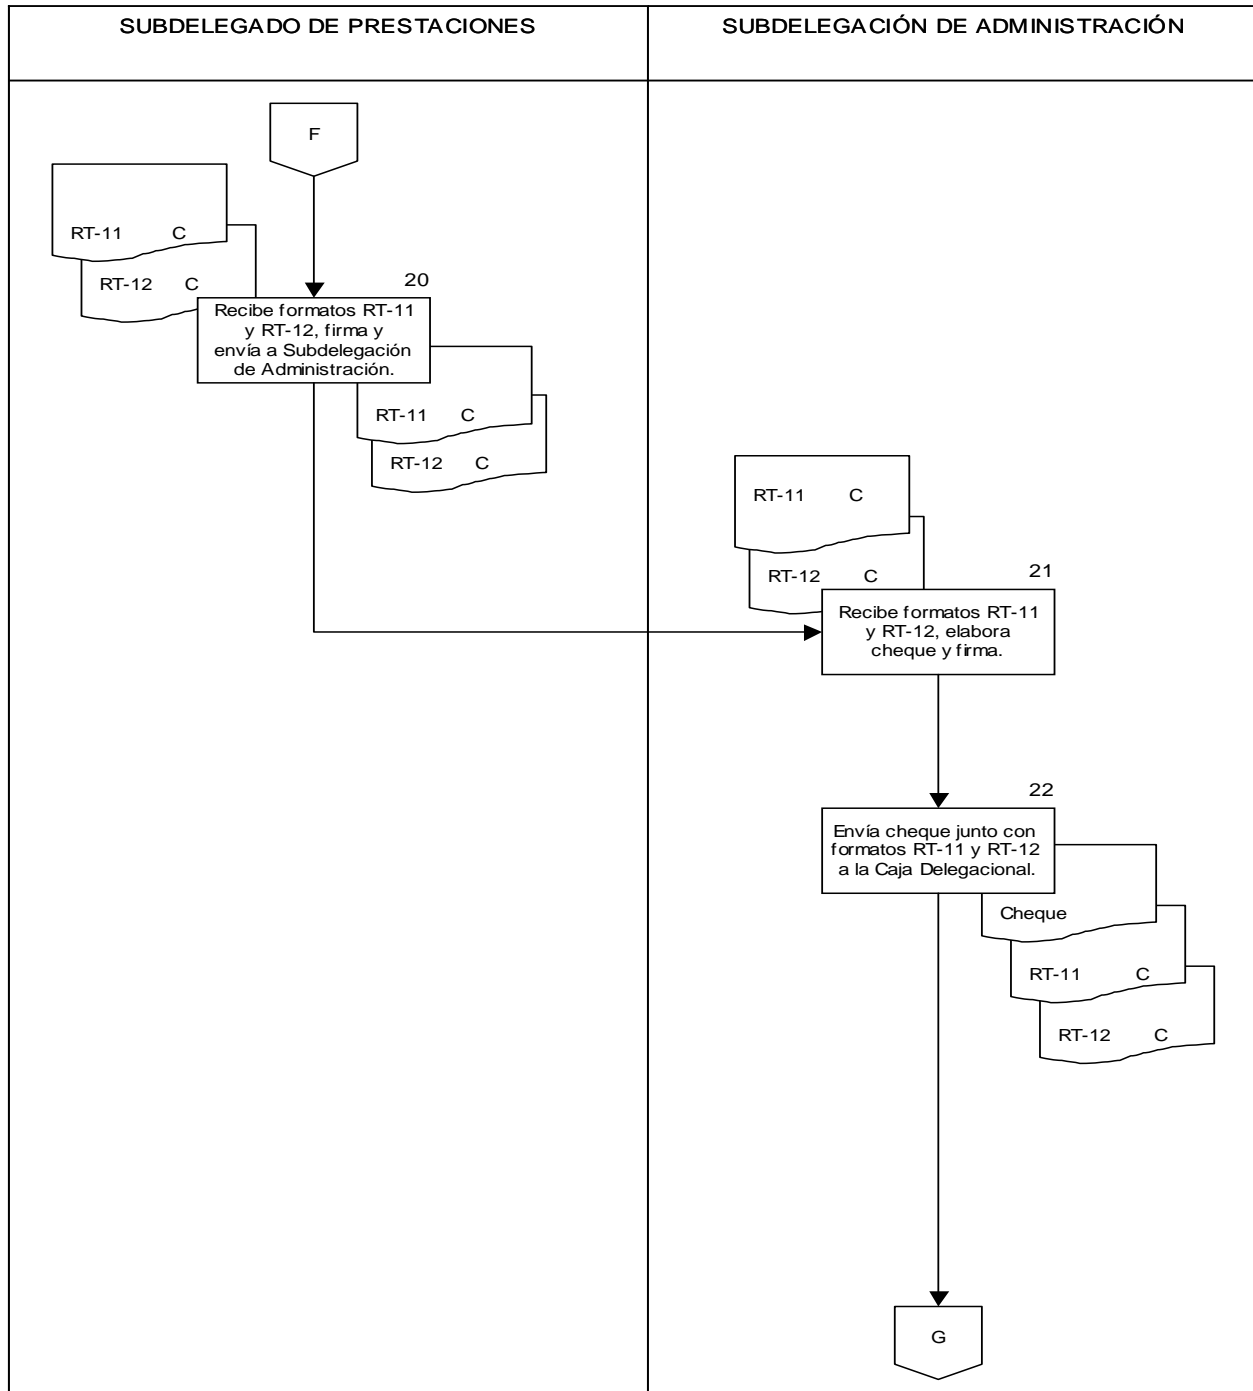 SUBDELEGADO DE PRESTACIONES
SUBDELEGACIÓN DE ADMINISTRACIÓN
F
RT-11 C
RT-12 C
20
Recibe formatos RT-11
y RT-12, firma y
envía a Subdelegación
de Administración.
RT-11 C
RT-12 C
RT-11 C
RT-12 C
21
Recibe formatos RT-11
y RT-12, elabora
cheque y firma.
22
Envía cheque junto con
formatos RT-11 y RT-12
a la Caja Delegacional.
Cheque
RT-11 C
RT-12 C
G